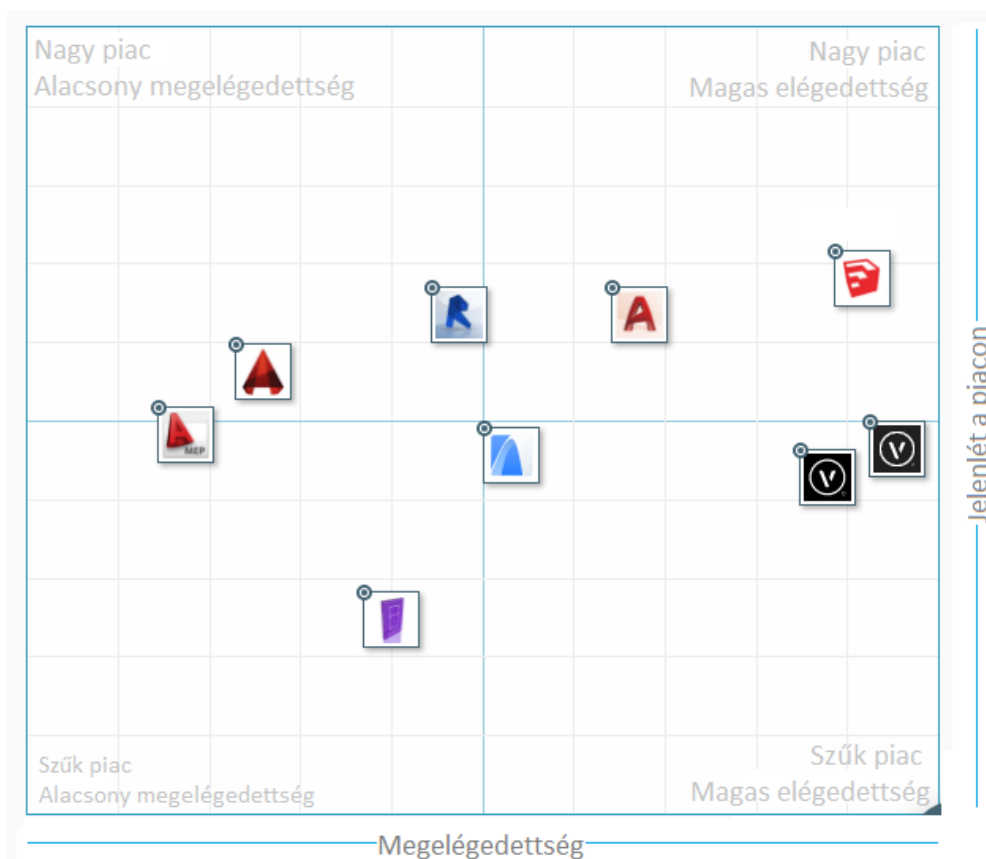 Nagy piac
Alacsony megelégedettség
Nagy piac
Magas elégedettség
MEP
Jelenlét a piacon
Szűk piac
Alacsony megelégedettség
Szűk piac
Magas elégedettség
Megelégedettség